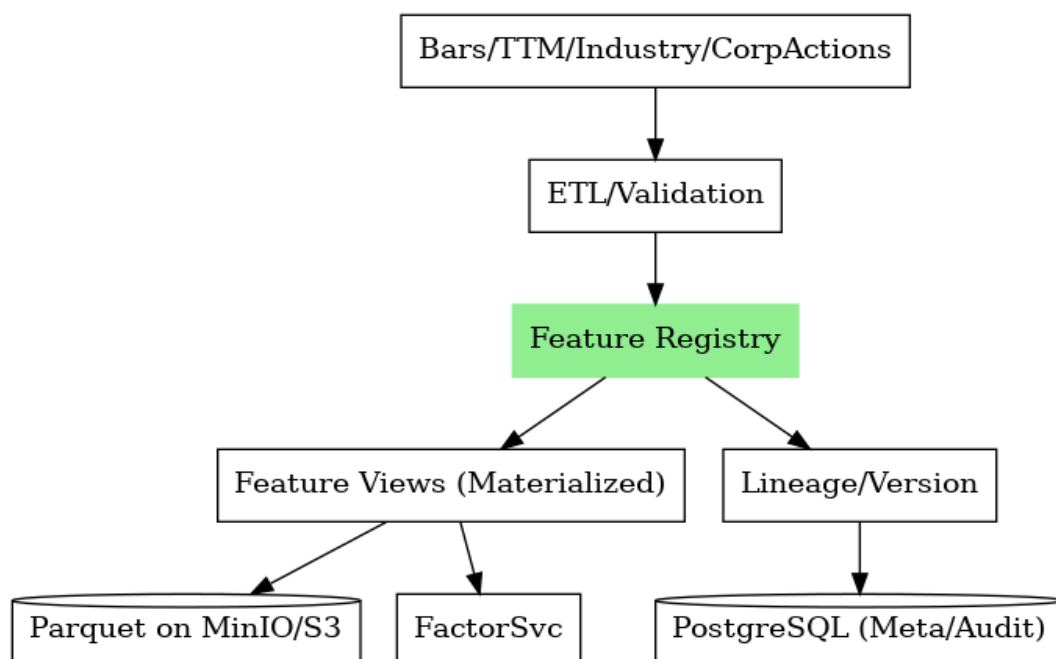 Bars/TTM/Industry/CorpActions
ETL/Validation
Feature Registry
Feature Views (Materialized)
Lineage/Version
Parquet on MinIO/S3
FactorSvc
PostgreSQL (Meta/Audit)